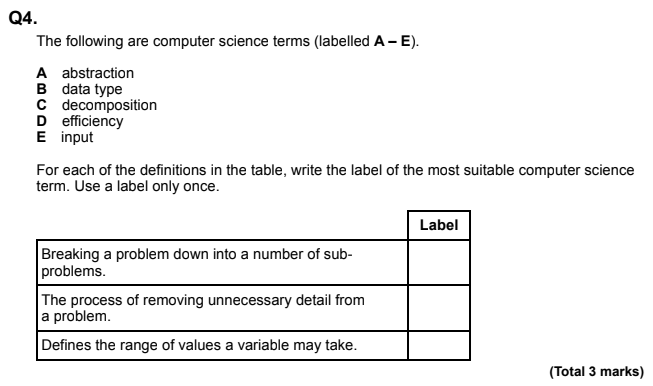 Q4.
The following are computer science terms (labelled A – E).
A abstraction
B data type
C decomposition
D efficiency
E input
For each of the definitions in the table, write the label of the most suitable computer science
term. Use a label only once.
Label
Breaking a problem down into a number of sub-
problems.
The process of removing unnecessary detail from
a problem.
Defines the range of values a variable may take.
(Total 3 marks)